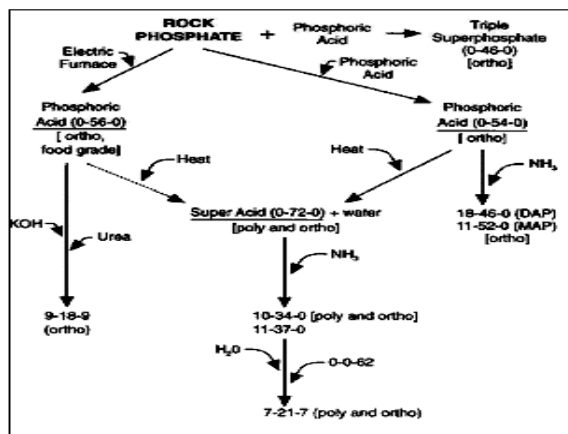 ROCK
PHOSPHATE + Phosphoric
Acid
Triple
Superphosphate
(0-46-0)
[ortho]
Electric
Furnace
Phosphoric
Acid
Phosphoric
Acid (0-56-0)
[ ortho,
food grade]
Phosphoric
Acid (0-54-0)
[ ortho]
Heat
Heat
NH₃
Super Acid (0-72-0) + water
[poly and ortho]
18-46-0 (DAP)
11-52-0 (MAP)
[ortho]
KOH
Urea
NH₃
9-18-9
(ortho)
10-34-0 [poly and ortho]
11-37-0
H₂0
0-0-62
7-21-7 (poly and ortho]